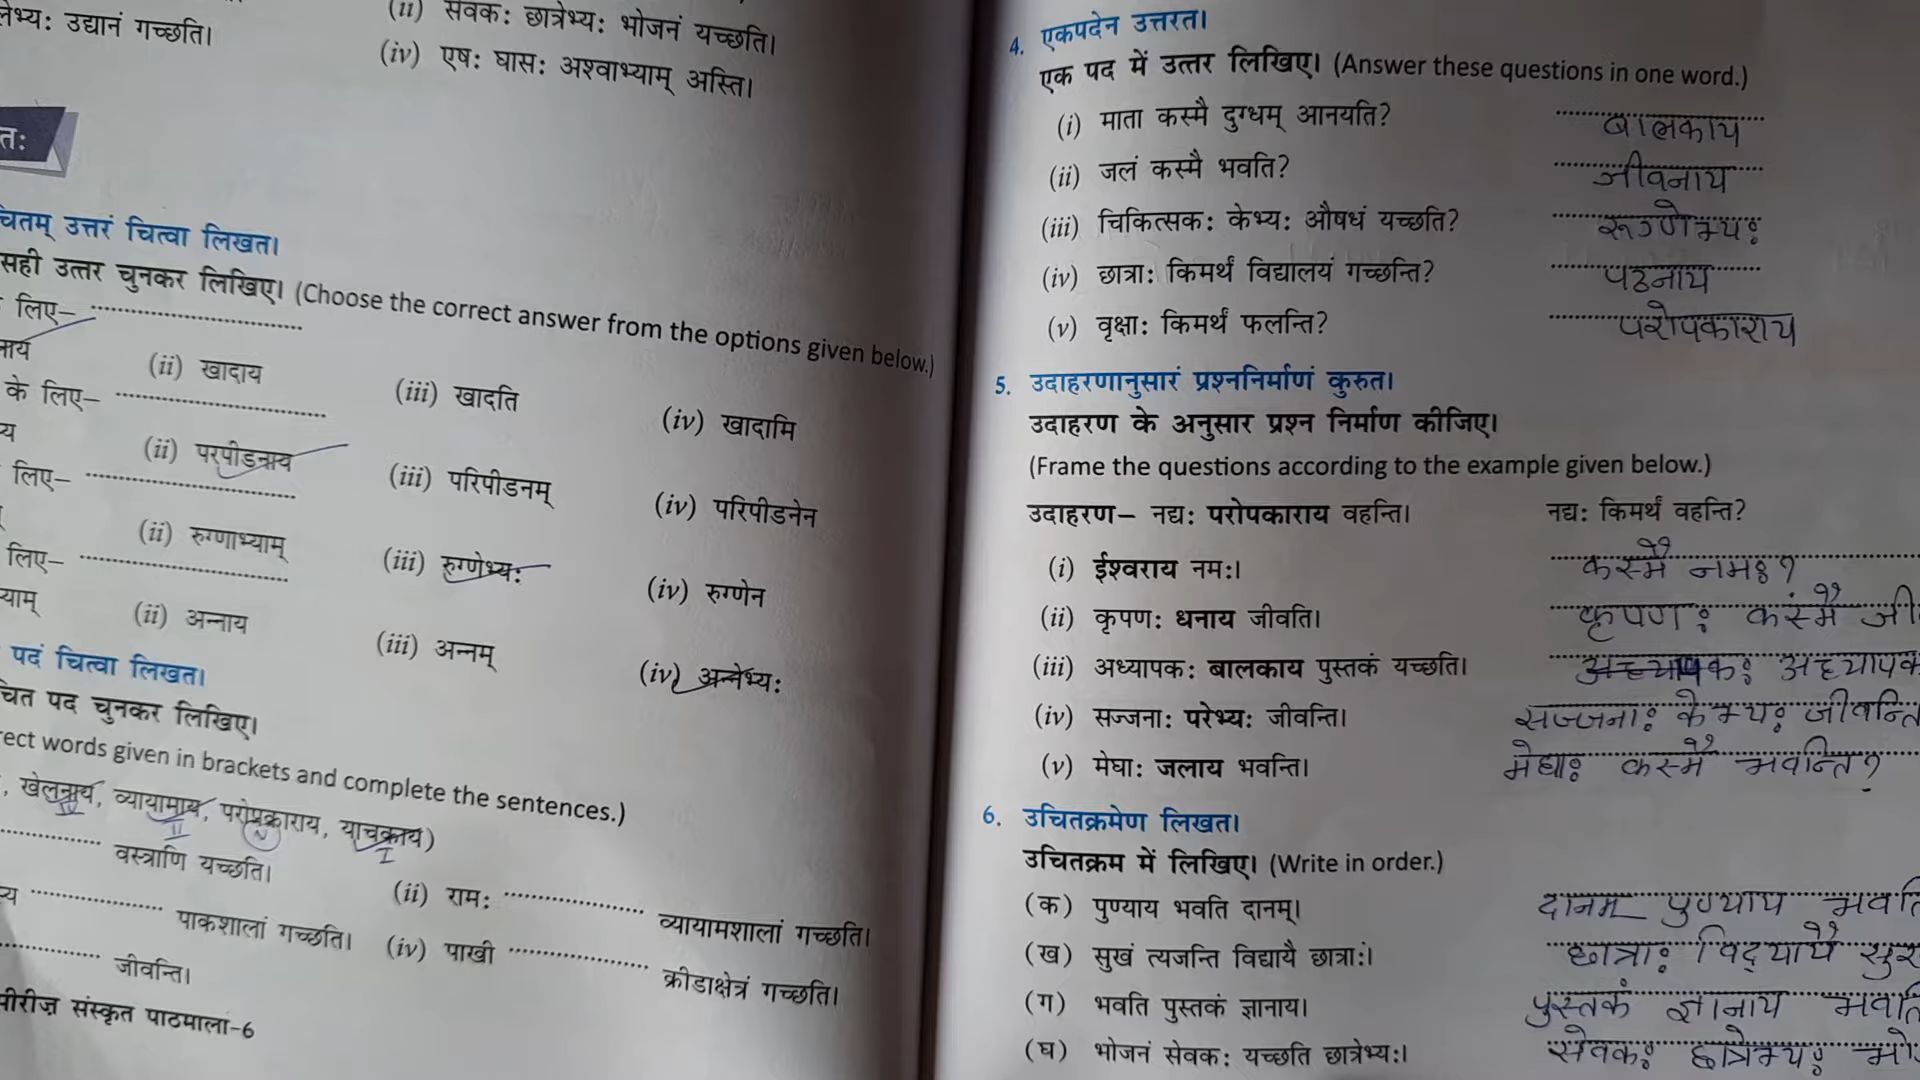 लेभ्यः उद्यानं गच्छति।
(ii) सेवकः छात्रेभ्यः भोजनं यच्छति।
(iv) एषः घासः अश्वाभ्याम् अस्ति।
तः
चितम् उत्तरं चित्वा लिखत।
सही उत्तर चुनकर लिखिए। (Choose the correct answer from the options given below.)
लिए–
नाय
(ii) खादाय
(iii) खादति
(iv) खादामि
के लिए–
य
(ii) परपीडनाय
(iii) परिपीडनम्
(iv) परिपीडनेन
लिए–
(ii) रुग्णाभ्याम्
(iii) रुग्णेभ्यः
(iv) रुग्णेन
लिए–
याम्
(ii) अन्नाय
(iii) अन्नम्
(iv) अन्नेभ्यः
पदं चित्वा लिखत।
चित पद चुनकर लिखिए।
rect words given in brackets and complete the sentences.)
, खेलनाय, व्यायामाय, परोपकाराय, याचकाय)
IV II V I
वस्त्राणि यच्छति।
(ii) रामः व्यायामशालां गच्छति।
स्य पाकशालां गच्छति।
(iv) पाखी क्रीडाक्षेत्रं गच्छति।
जीवन्ति।
सीरीज़ संस्कृत पाठमाला-6
4. एकपदेन उत्तरत।
एक पद में उत्तर लिखिए। (Answer these questions in one word.)
(i) माता कस्मै दुग्धम् आनयति? बालकाय
(ii) जलं कस्मै भवति? जीवनाय
(iii) चिकित्सकः केभ्यः औषधं यच्छति? रूग्णेभ्यः
(iv) छात्राः किमर्थं विद्यालयं गच्छन्ति? पठनाय
(v) वृक्षाः किमर्थं फलन्ति? परोपकाराय
5. उदाहरणानुसारं प्रश्ननिर्माणं कुरुत।
उदाहरण के अनुसार प्रश्न निर्माण कीजिए।
(Frame the questions according to the example given below.)
उदाहरण– नद्यः परोपकाराय वहन्ति। नद्यः किमर्थं वहन्ति?
(i) ईश्वराय नमः। कस्मै नमः?
(ii) कृपणः धनाय जीवति। कृपणः कस्मै जी
(iii) अध्यापकः बालकाय पुस्तकं यच्छति। अध्यापकः अध्यापक
(iv) सज्जनाः परेभ्यः जीवन्ति। सज्जनाः केभ्यः जीवन्ति
(v) मेघाः जलाय भवन्ति। मेघाः कस्मै भवन्ति?
6. उचितक्रमेण लिखत।
उचितक्रम में लिखिए। (Write in order.)
(क) पुण्याय भवति दानम्। दानम् पुण्याय भवति
(ख) सुखं त्यजन्ति विद्यायै छात्राः। छात्राः विद्यायै सुख
(ग) भवति पुस्तकं ज्ञानाय। पुस्तकं ज्ञानाय भवति
(घ) भोजनं सेवकः यच्छति छात्रेभ्यः। सेवकः छात्रेभ्यः भो